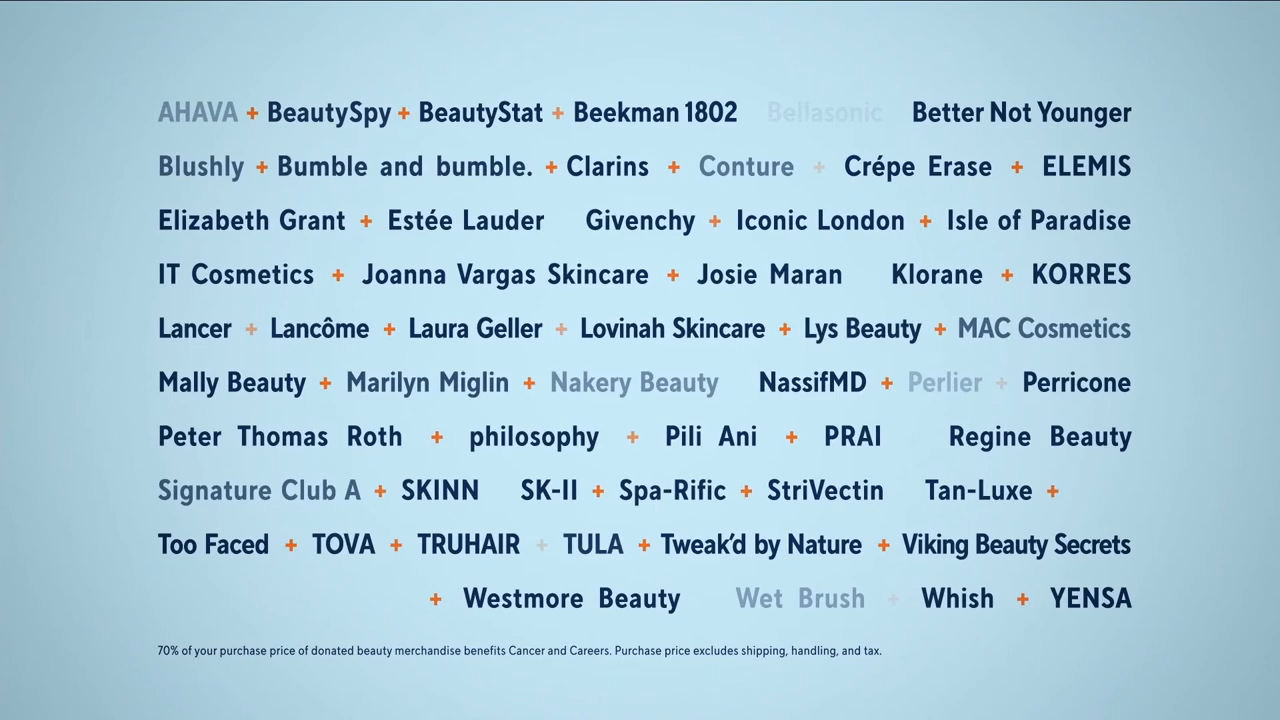 AHAVA + BeautySpy + BeautyStat + Beekman 1802 Bellasonic Better Not Younger
Blushly + Bumble and bumble. + Clarins + Conture + Crépe Erase + ELEMIS
Elizabeth Grant + Estée Lauder Givenchy + Iconic London + Isle of Paradise
IT Cosmetics + Joanna Vargas Skincare + Josie Maran Klorane + KORRES
Lancer + Lancôme + Laura Geller + Lovinah Skincare + Lys Beauty + MAC Cosmetics
Mally Beauty + Marilyn Miglin + Nakery Beauty NassifMD + Perlier + Perricone
Peter Thomas Roth + philosophy + Pili Ani + PRAI Regine Beauty
Signature Club A + SKINN SK-II + Spa-Rific + StriVectin Tan-Luxe +
Too Faced + TOVA + TRUHAIR + TULA + Tweak'd by Nature + Viking Beauty Secrets
+ Westmore Beauty Wet Brush + Whish + YENSA
70% of your purchase price of donated beauty merchandise benefits Cancer and Careers. Purchase price excludes shipping, handling, and tax.